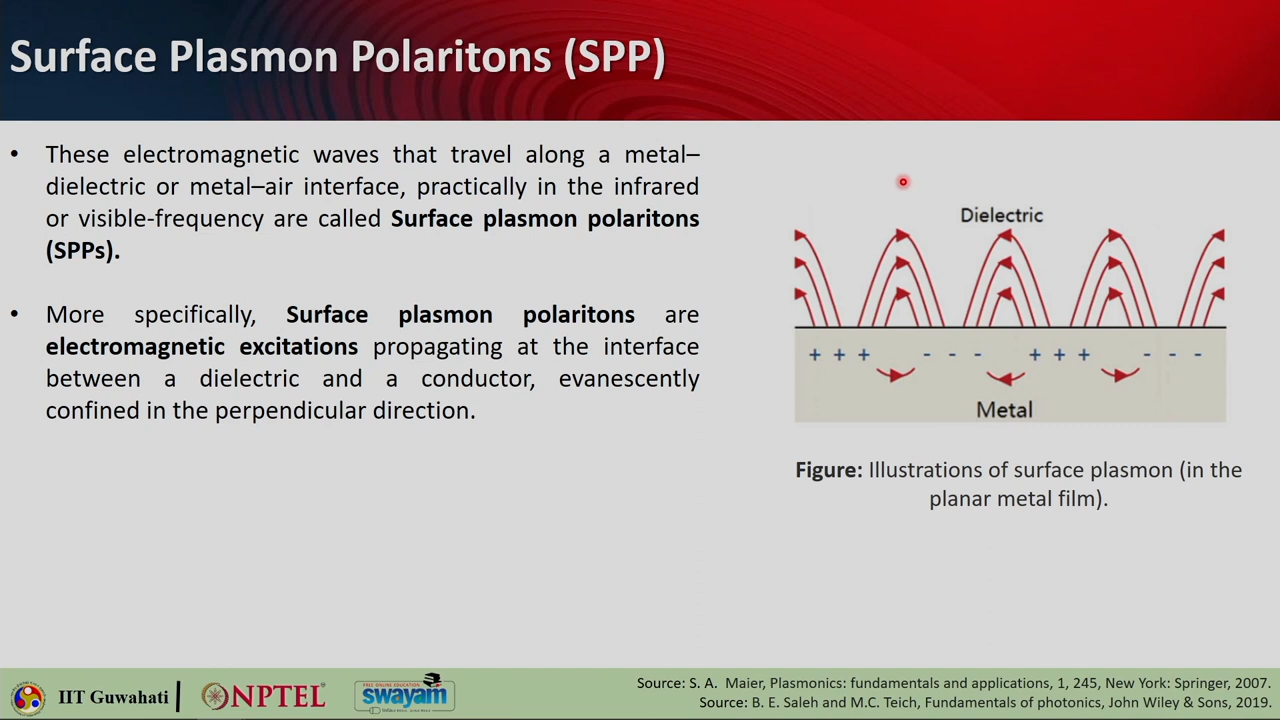 Surface Plasmon Polaritons (SPP)
• These electromagnetic waves that travel along a metal–
dielectric or metal–air interface, practically in the infrared
or visible-frequency are called Surface plasmon polaritons
(SPPs).
• More specifically, Surface plasmon polaritons are
electromagnetic excitations propagating at the interface
between a dielectric and a conductor, evanescently
confined in the perpendicular direction.
Dielectric
+ + + - - - + + + - - -
Metal
Figure: Illustrations of surface plasmon (in the
planar metal film).
IIT Guwahati
NPTEL
FREE ONLINE EDUCATION
swayam
Source: S. A. Maier, Plasmonics: fundamentals and applications, 1, 245, New York: Springer, 2007.
Source: B. E. Saleh and M.C. Teich, Fundamentals of photonics, John Wiley & Sons, 2019.